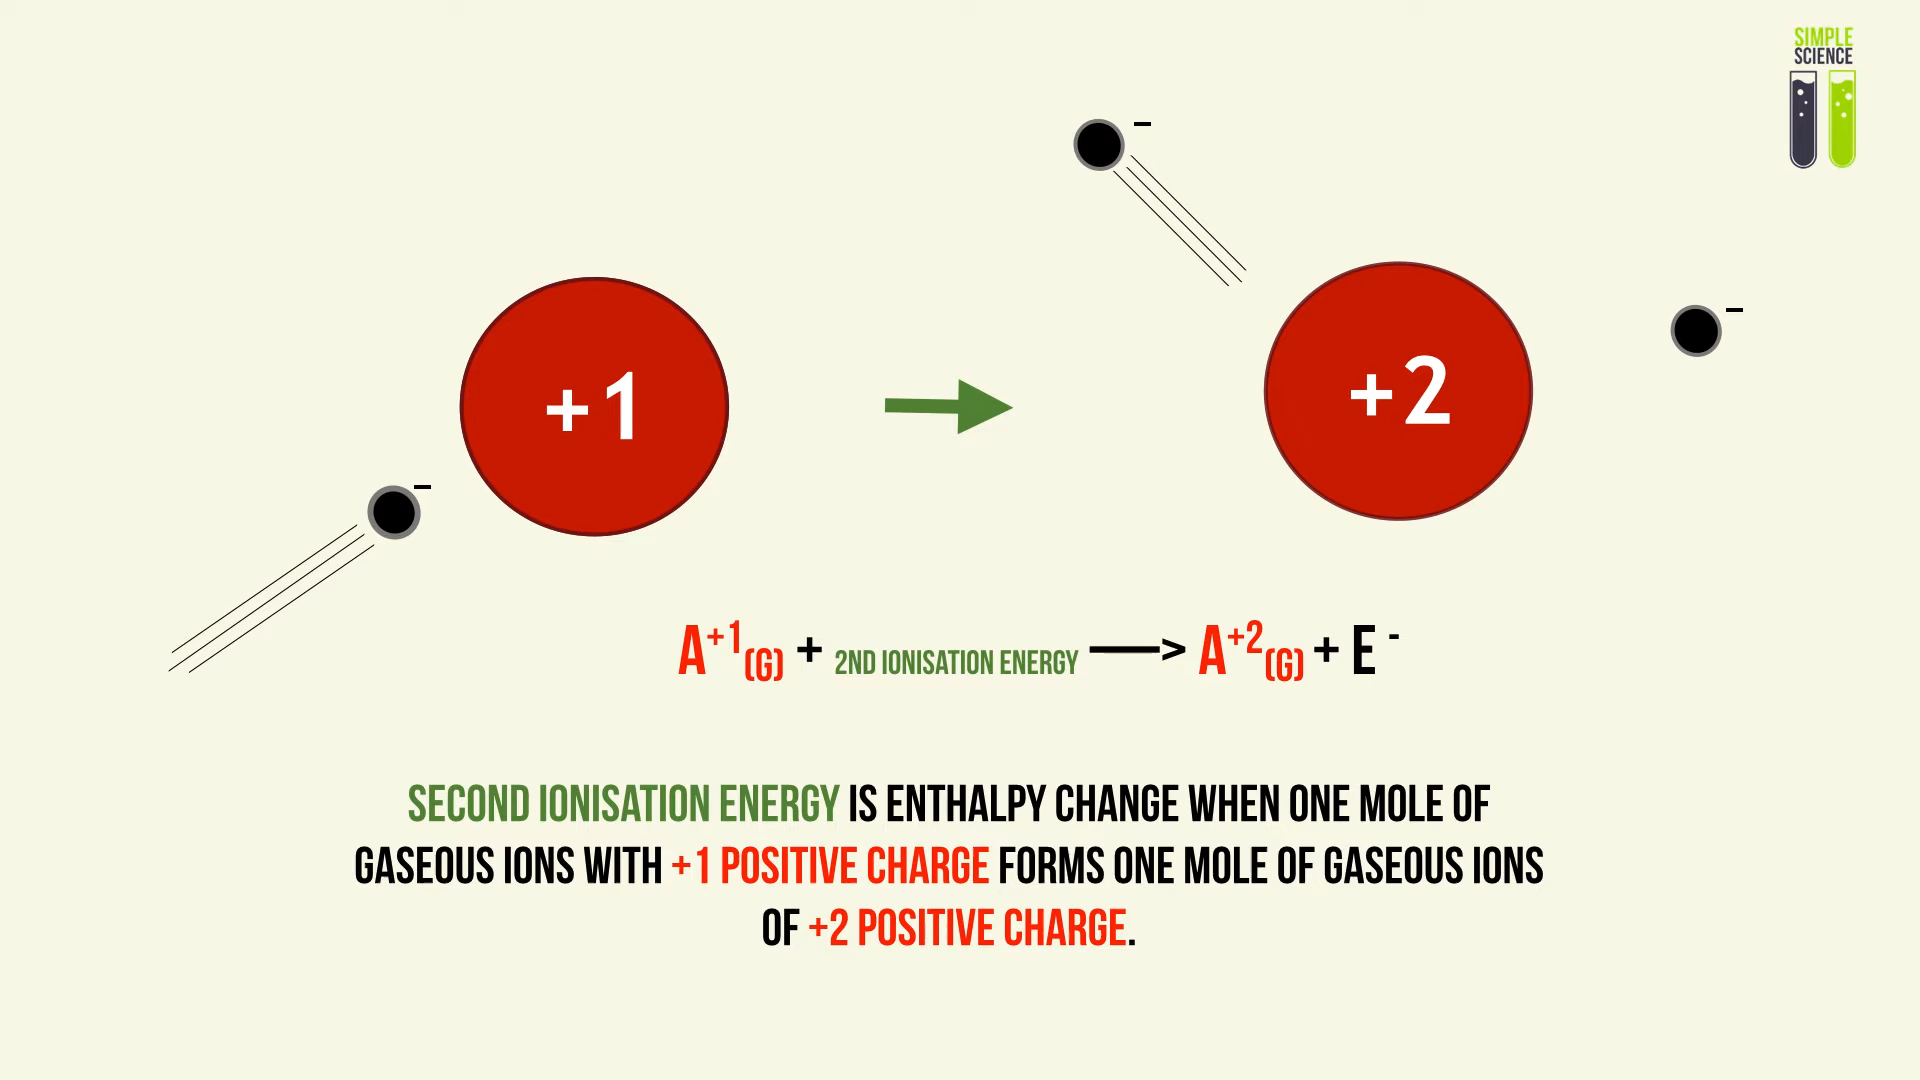 SIMPLE
SCIENCE
−
−
+1
+2
−
A⁺¹(G) + 2ND IONISATION ENERGY ——> A⁺²(G) + E ⁻
SECOND IONISATION ENERGY IS ENTHALPY CHANGE WHEN ONE MOLE OF
GASEOUS IONS WITH +1 POSITIVE CHARGE FORMS ONE MOLE OF GASEOUS IONS
OF +2 POSITIVE CHARGE.